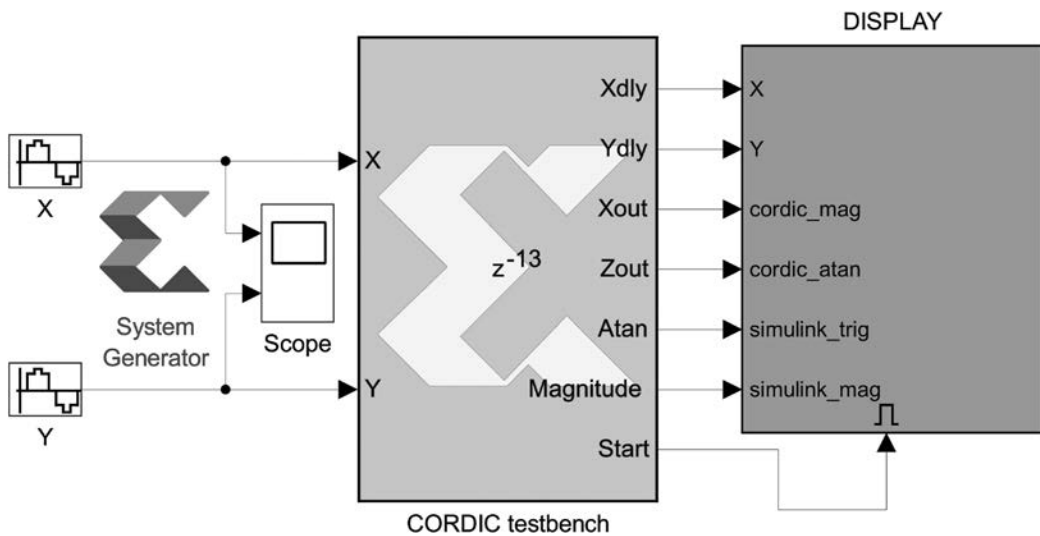 DISPLAY
X
Y
System
Generator
Scope
X
Y
z-13
Xdly
Ydly
Xout
Zout
Atan
Magnitude
Start
CORDIC testbench
X
Y
cordic_mag
cordic_atan
simulink_trig
simulink_mag